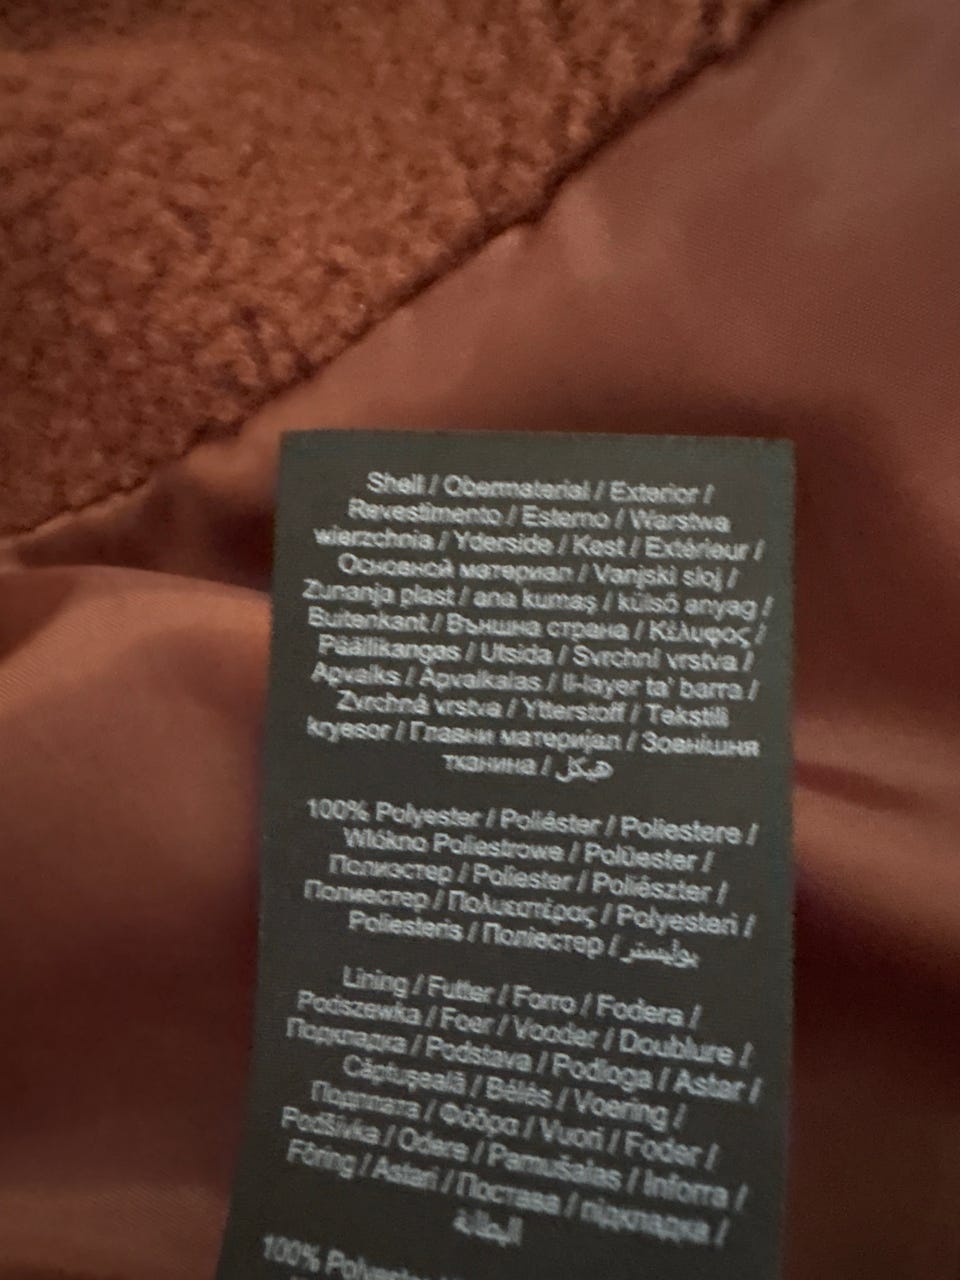 Shell / Obermaterial / Exterior /
Revestimento / Esterno / Warstwa
wierzchnia / Yderside / Kest / Extérieur /
Основной материал / Vanjski sloj /
Zunanja plast / ana kumaş / külső anyag /
Buitenkant / Външна страна / Κέλυφος /
Päällikangas / Utsida / Svrchní vrstva /
Apvalks / Apvalkalas / Il-layer ta' barra /
Zvrchná vrstva / Ytterstoff / Tekstili
kryesor / Главни материјал / Зовнішня
тканина / هيكل
100% Polyester / Poliéster / Poliestere /
Włókno Poliestrowe / Polüester /
Полиэстер / Poliester / Poliészter /
Полиестер / Πολυεστέρας / Polyesteri /
Poliesteris / Поліестер / بوليستر
Lining / Futter / Forro / Fodera /
Podszewka / Foer / Vooder / Doublure /
Подкладка / Podstava / Podloga / Astar /
Căptușeală / Bélés / Voering /
Подплата / Φόδρα / Vuori / Foder /
Podšívka / Odere / Pamušalas / Inforra /
Fôring / Astari / Постава / підкладка /
البطانة
100% Polyester